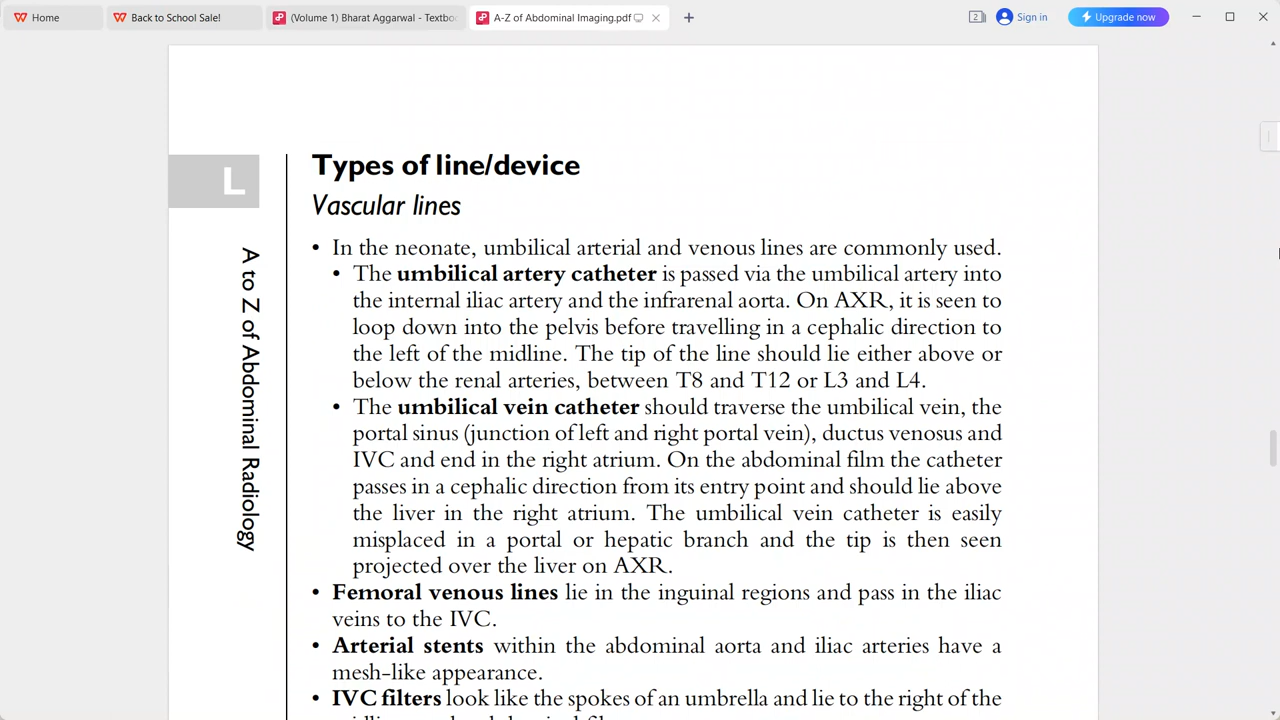 Home
Back to School Sale!
(Volume 1) Bharat Aggarwal - Textbo
A-Z of Abdominal Imaging.pdf
2
Sign in
Upgrade now
L
A to Z of Abdominal Radiology
Types of line/device
Vascular lines
• In the neonate, umbilical arterial and venous lines are commonly used.
• The umbilical artery catheter is passed via the umbilical artery into
the internal iliac artery and the infrarenal aorta. On AXR, it is seen to
loop down into the pelvis before travelling in a cephalic direction to
the left of the midline. The tip of the line should lie either above or
below the renal arteries, between T8 and T12 or L3 and L4.
• The umbilical vein catheter should traverse the umbilical vein, the
portal sinus (junction of left and right portal vein), ductus venosus and
IVC and end in the right atrium. On the abdominal film the catheter
passes in a cephalic direction from its entry point and should lie above
the liver in the right atrium. The umbilical vein catheter is easily
misplaced in a portal or hepatic branch and the tip is then seen
projected over the liver on AXR.
• Femoral venous lines lie in the inguinal regions and pass in the iliac
veins to the IVC.
• Arterial stents within the abdominal aorta and iliac arteries have a
mesh-like appearance.
• IVC filters look like the spokes of an umbrella and lie to the right of the